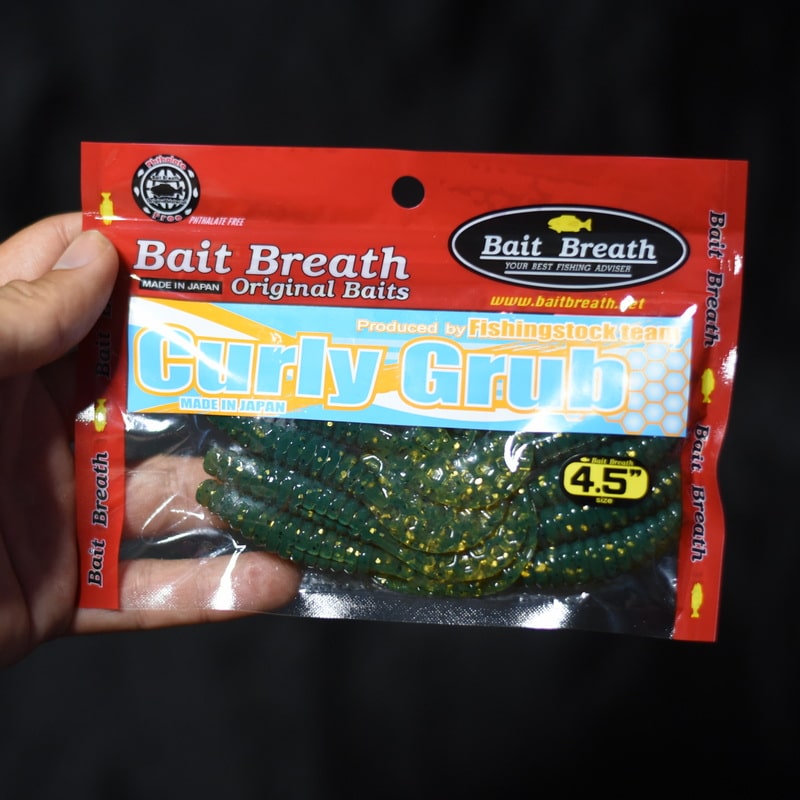 Phthalate
Free
PHTHALATE FREE
Bait Breath
MADE IN JAPAN
Original Baits
Bait Breath
YOUR BEST FISHING ADVISER
www.baitbreath.net
Produced by Fishingstock team
Curly Grub
MADE IN JAPAN
Bait Breath
4.5"
size
Bait Breath
Bait Breath
Bait Breath
Bait